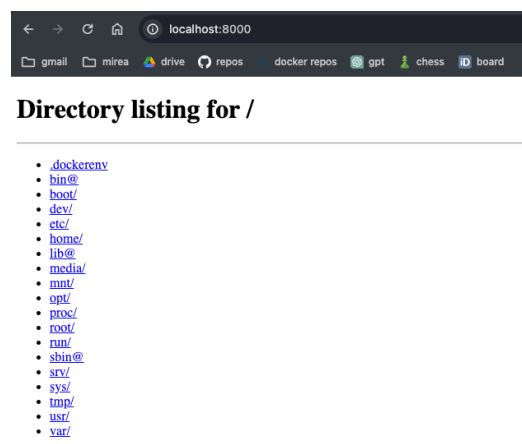 localhost:8000
gmail mirea drive repos docker repos gpt chess iD board
Directory listing for /
.dockerenv
bin@
boot/
dev/
etc/
home/
lib@
media/
mnt/
opt/
proc/
root/
run/
sbin@
srv/
sys/
tmp/
usr/
var/